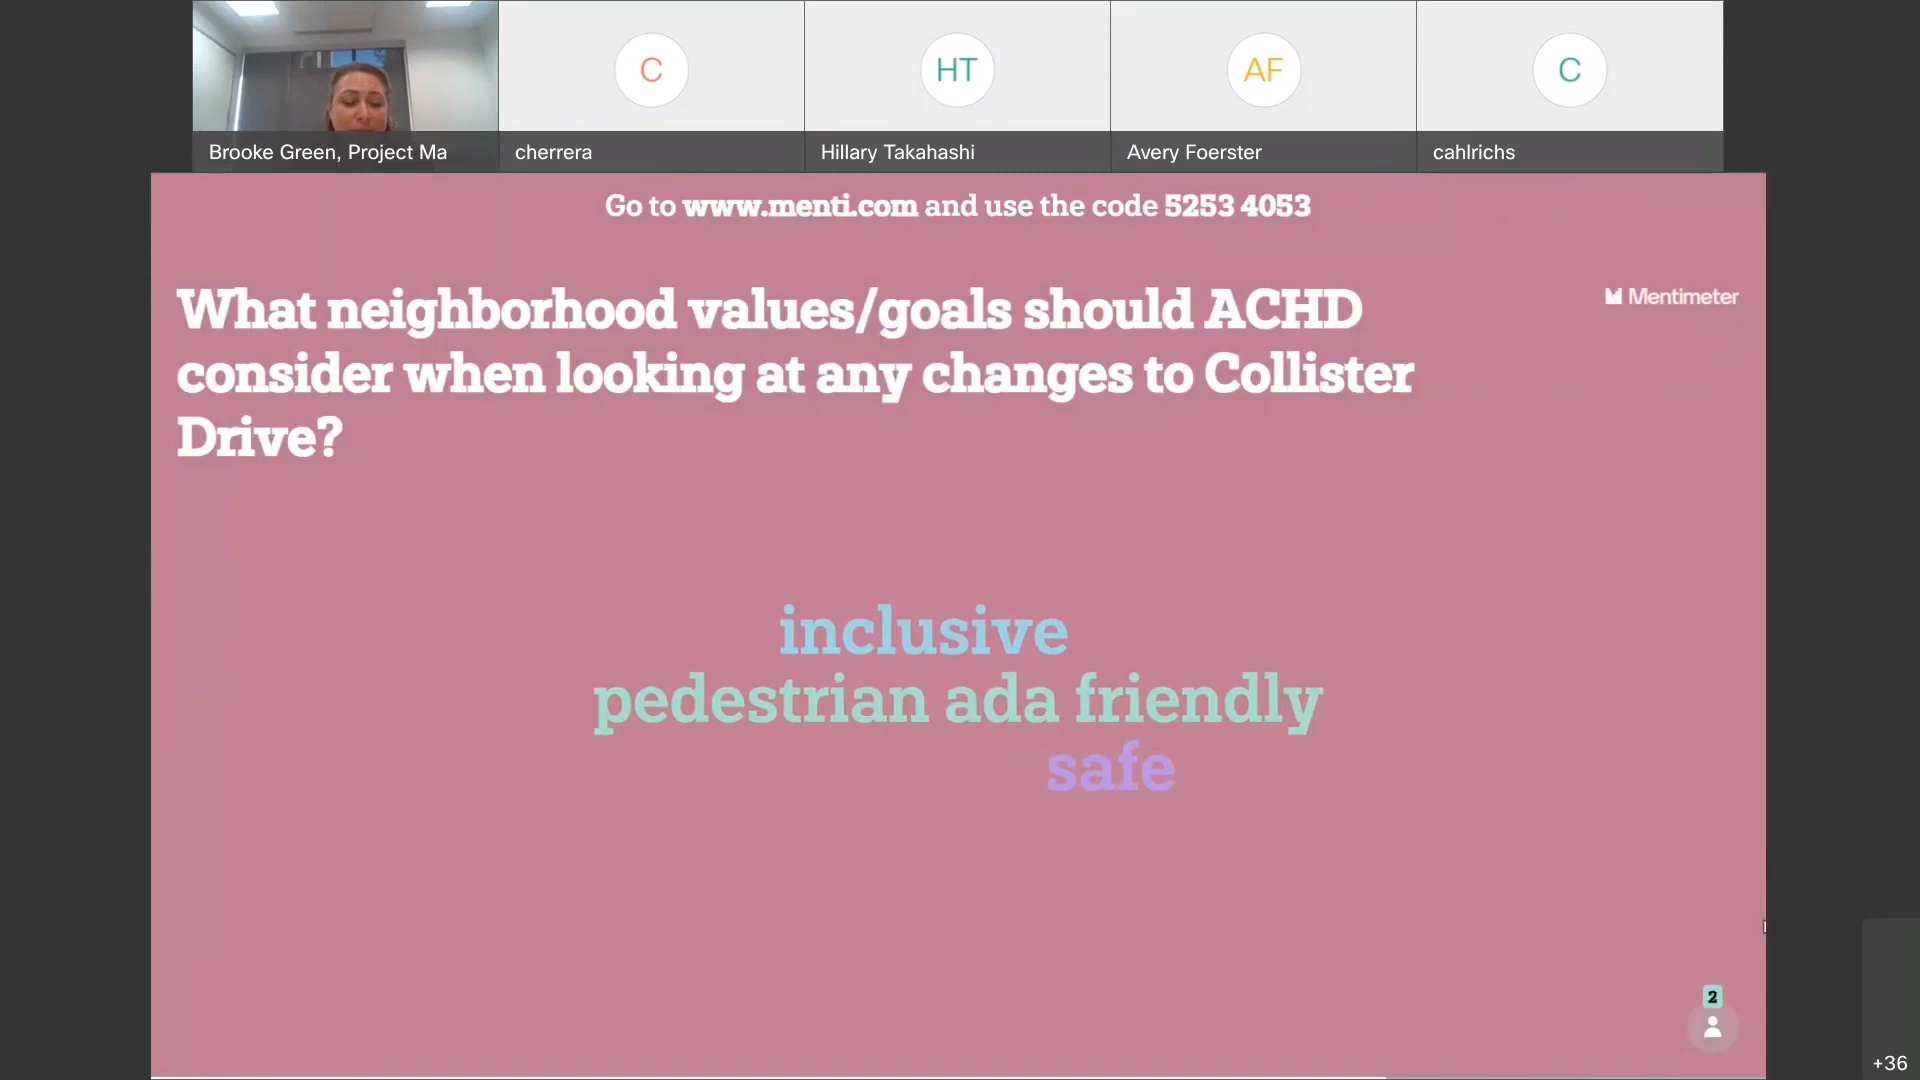 C
HT
AF
C
Brooke Green, Project Ma
cherrera
Hillary Takahashi
Avery Foerster
cahlrichs
Go to www.menti.com and use the code 5253 4053
What neighborhood values/goals should ACHD
consider when looking at any changes to Collister
Drive?
Mentimeter
inclusive
pedestrian ada friendly
safe
2
+36